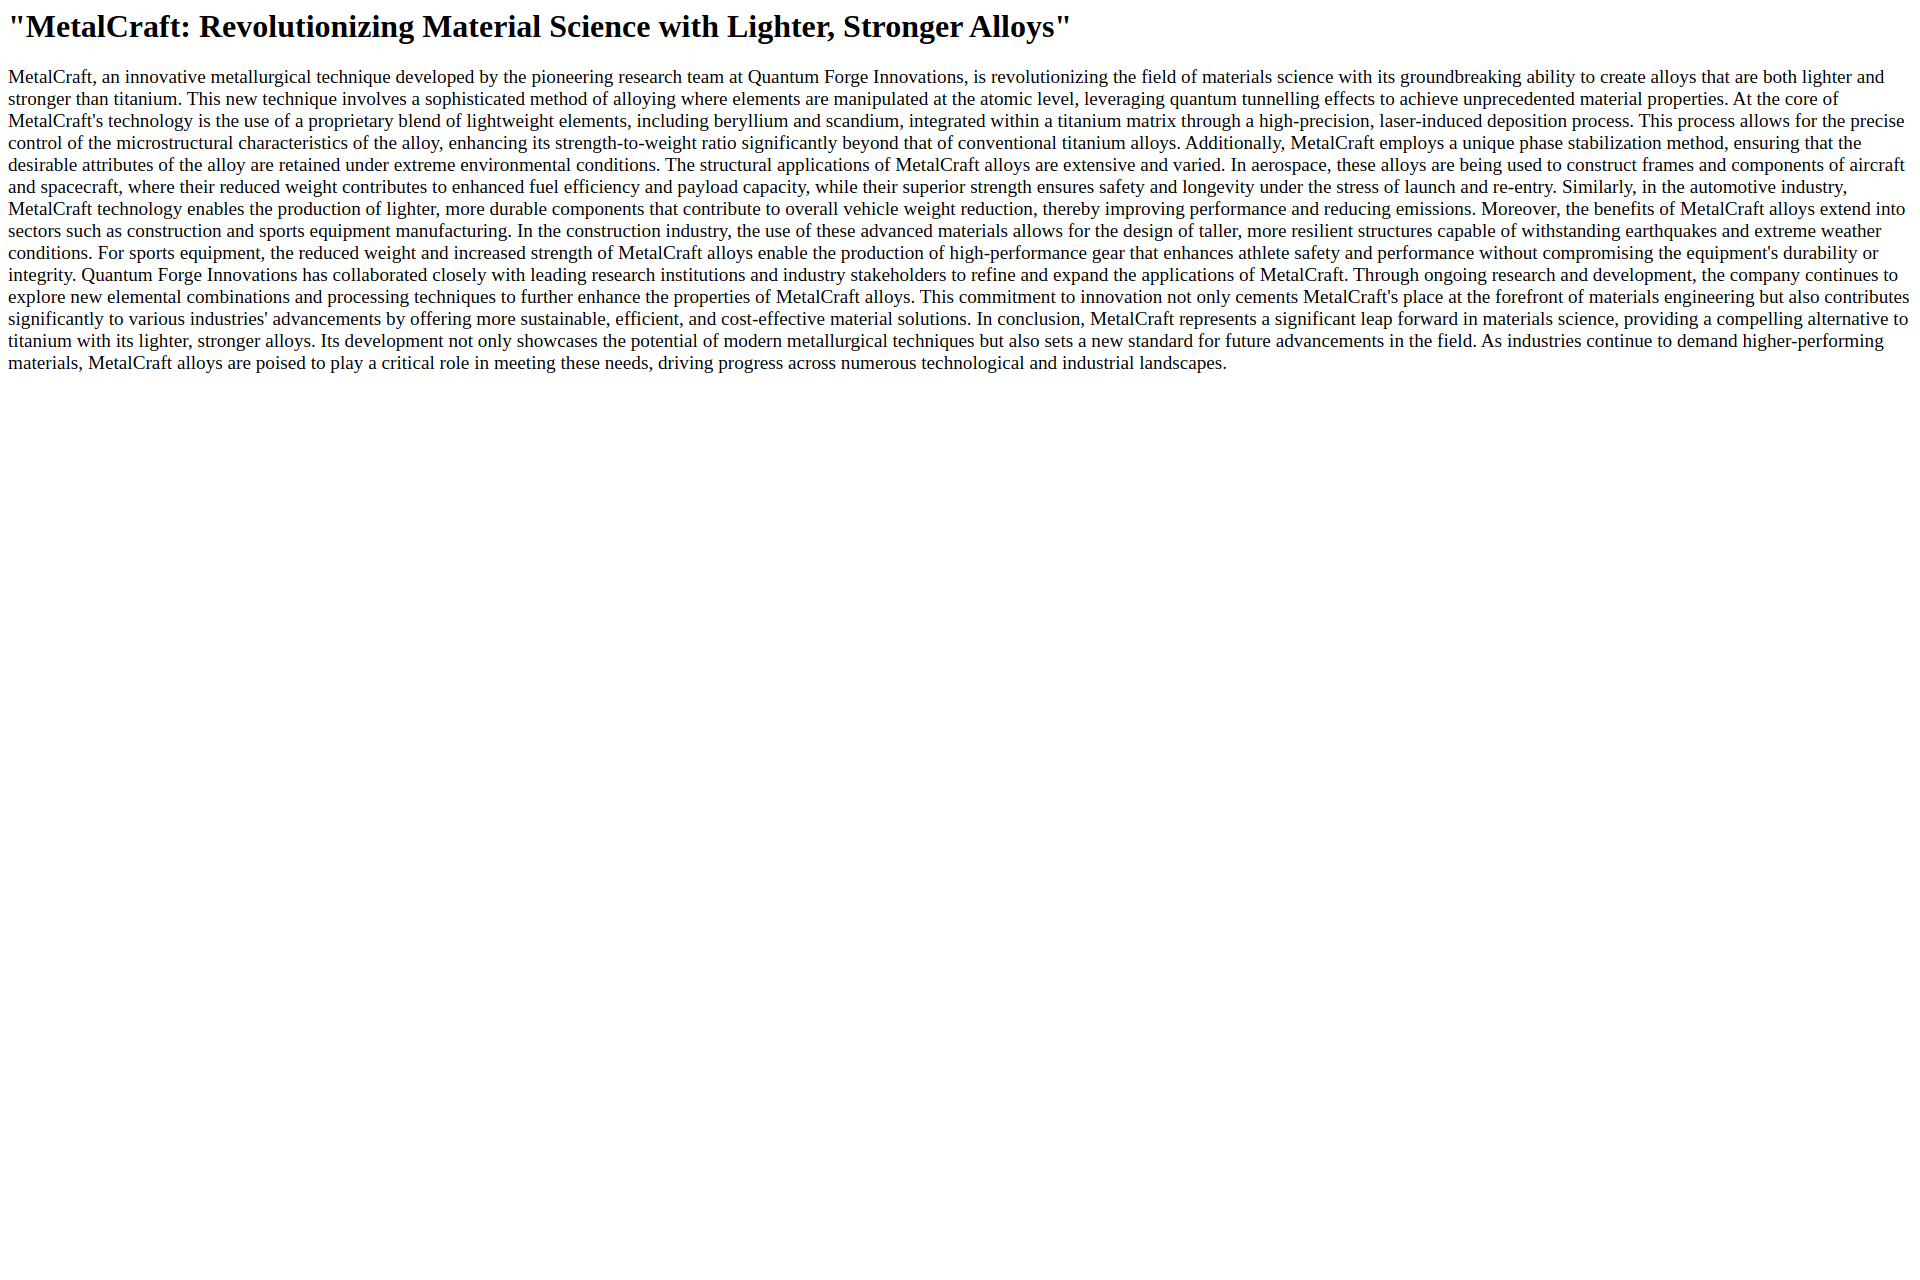 "MetalCraft: Revolutionizing Material Science with Lighter, Stronger Alloys"
MetalCraft, an innovative metallurgical technique developed by the pioneering research team at Quantum Forge Innovations, is revolutionizing the field of materials science with its groundbreaking ability to create alloys that are both lighter and
stronger than titanium. This new technique involves a sophisticated method of alloying where elements are manipulated at the atomic level, leveraging quantum tunnelling effects to achieve unprecedented material properties. At the core of
MetalCraft's technology is the use of a proprietary blend of lightweight elements, including beryllium and scandium, integrated within a titanium matrix through a high-precision, laser-induced deposition process. This process allows for the precise
control of the microstructural characteristics of the alloy, enhancing its strength-to-weight ratio significantly beyond that of conventional titanium alloys. Additionally, MetalCraft employs a unique phase stabilization method, ensuring that the
desirable attributes of the alloy are retained under extreme environmental conditions. The structural applications of MetalCraft alloys are extensive and varied. In aerospace, these alloys are being used to construct frames and components of aircraft
and spacecraft, where their reduced weight contributes to enhanced fuel efficiency and payload capacity, while their superior strength ensures safety and longevity under the stress of launch and re-entry. Similarly, in the automotive industry,
MetalCraft technology enables the production of lighter, more durable components that contribute to overall vehicle weight reduction, thereby improving performance and reducing emissions. Moreover, the benefits of MetalCraft alloys extend into
sectors such as construction and sports equipment manufacturing. In the construction industry, the use of these advanced materials allows for the design of taller, more resilient structures capable of withstanding earthquakes and extreme weather
conditions. For sports equipment, the reduced weight and increased strength of MetalCraft alloys enable the production of high-performance gear that enhances athlete safety and performance without compromising the equipment's durability or
integrity. Quantum Forge Innovations has collaborated closely with leading research institutions and industry stakeholders to refine and expand the applications of MetalCraft. Through ongoing research and development, the company continues to
explore new elemental combinations and processing techniques to further enhance the properties of MetalCraft alloys. This commitment to innovation not only cements MetalCraft's place at the forefront of materials engineering but also contributes
significantly to various industries' advancements by offering more sustainable, efficient, and cost-effective material solutions. In conclusion, MetalCraft represents a significant leap forward in materials science, providing a compelling alternative to
titanium with its lighter, stronger alloys. Its development not only showcases the potential of modern metallurgical techniques but also sets a new standard for future advancements in the field. As industries continue to demand higher-performing
materials, MetalCraft alloys are poised to play a critical role in meeting these needs, driving progress across numerous technological and industrial landscapes.